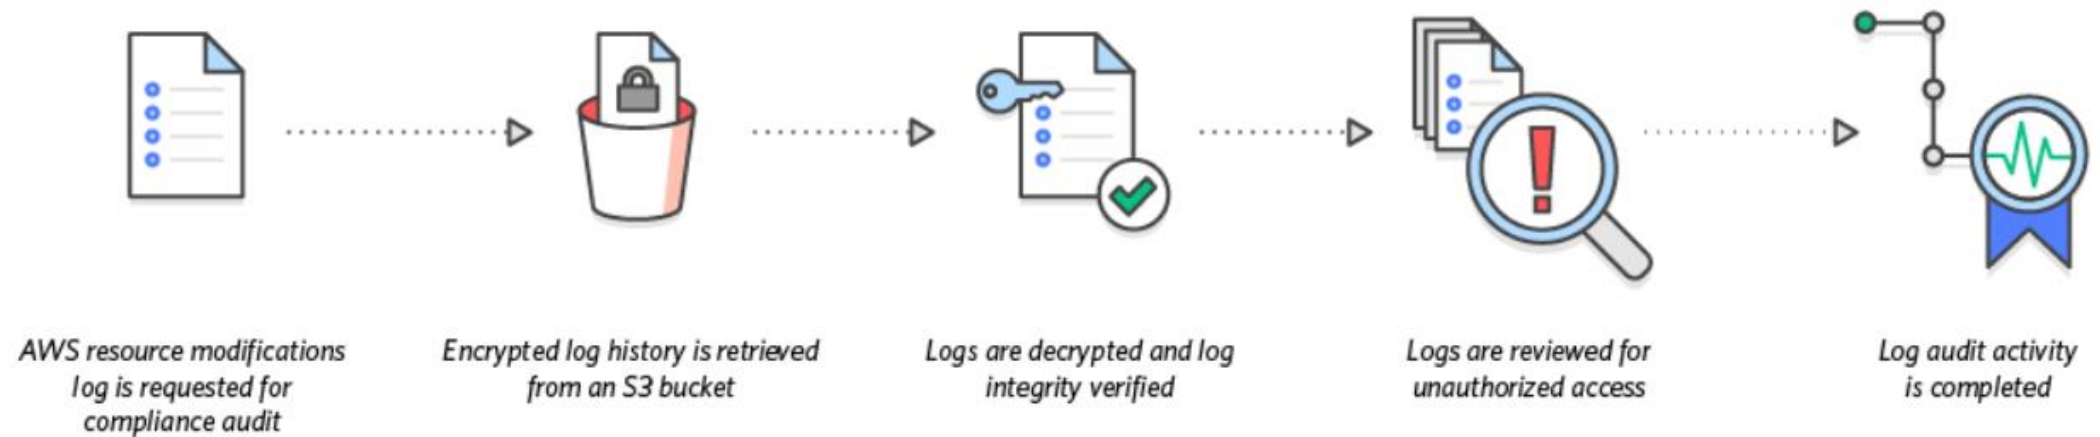 AWS resource modifications
log is requested for
compliance audit
Encrypted log history is retrieved
from an S3 bucket
Logs are decrypted and log
integrity verified
Logs are reviewed for
unauthorized access
Log audit activity
is completed